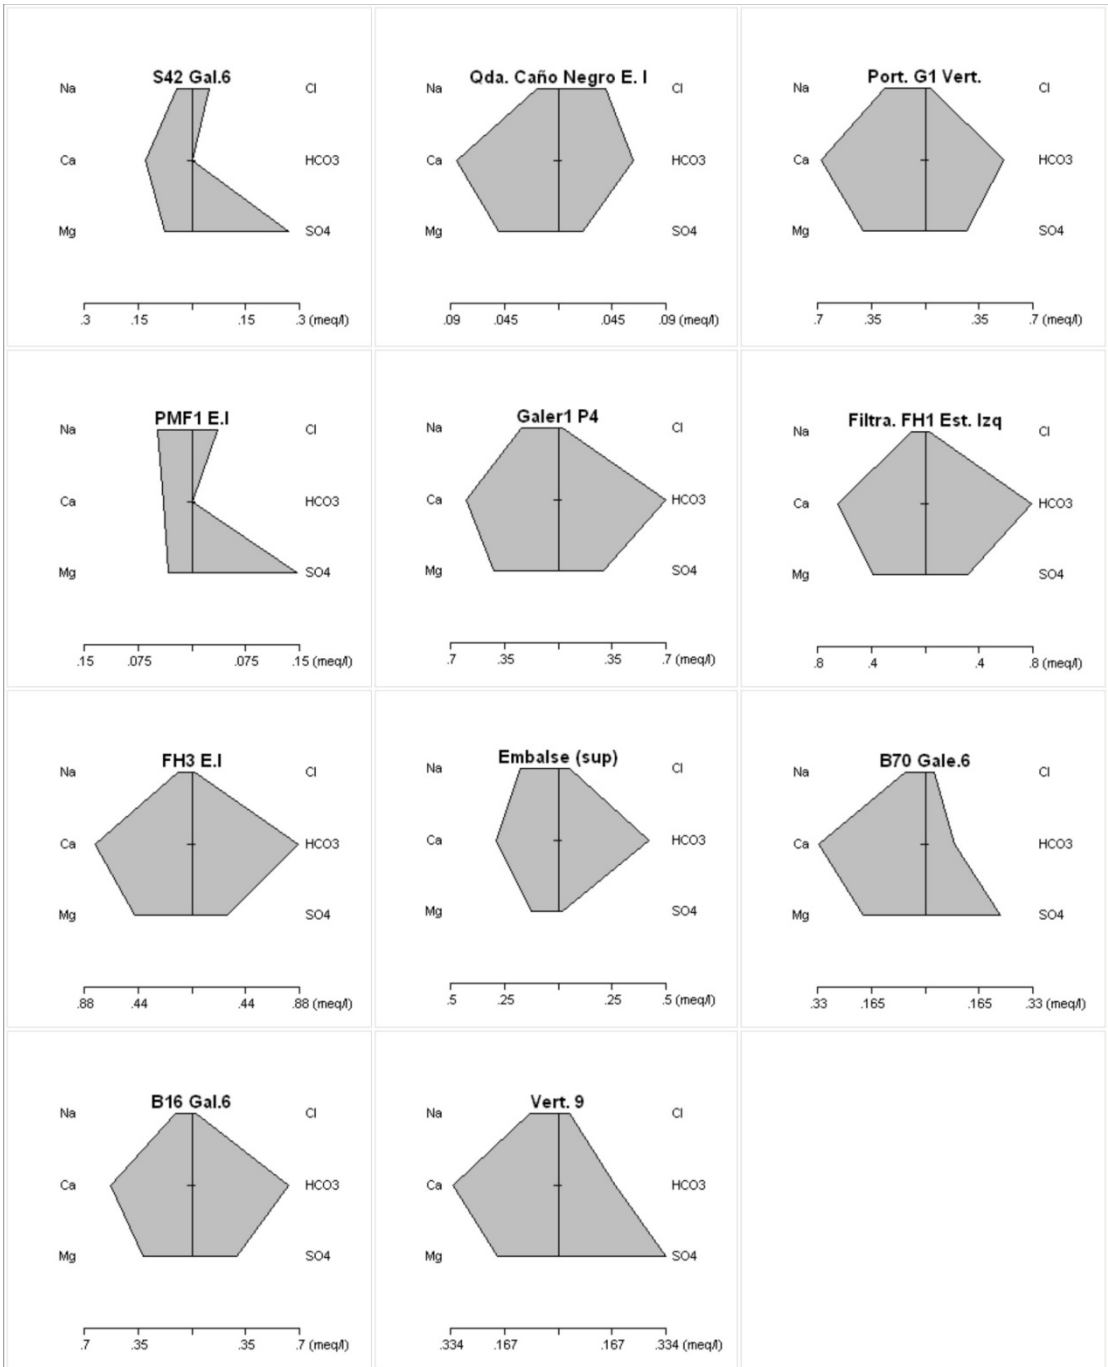 S42 Gal.6
Na Cl
Ca HCO3
Mg SO4
.3 .15 .15 .3 (meq/l)
Qda. Caño Negro E. I
Na Cl
Ca HCO3
Mg SO4
.09 .045 .045 .09 (meq/l)
Port. G1 Vert.
Na Cl
Ca HCO3
Mg SO4
.7 .35 .35 .7 (meq/l)
PMF1 E.I
Na Cl
Ca HCO3
Mg SO4
.15 .075 .075 .15 (meq/l)
Galer1 P4
Na Cl
Ca HCO3
Mg SO4
.7 .35 .35 .7 (meq/l)
Filtra. FH1 Est. Izq
Na Cl
Ca HCO3
Mg SO4
.8 .4 .4 .8 (meq/l)
FH3 E.I
Na Cl
Ca HCO3
Mg SO4
.88 .44 .44 .88 (meq/l)
Embalse (sup)
Na Cl
Ca HCO3
Mg SO4
.5 .25 .25 .5 (meq/l)
B70 Gale.6
Na Cl
Ca HCO3
Mg SO4
.33 .165 .165 .33 (meq/l)
B16 Gal.6
Na Cl
Ca HCO3
Mg SO4
.7 .35 .35 .7 (meq/l)
Vert. 9
Na Cl
Ca HCO3
Mg SO4
.334 .167 .167 .334 (meq/l)